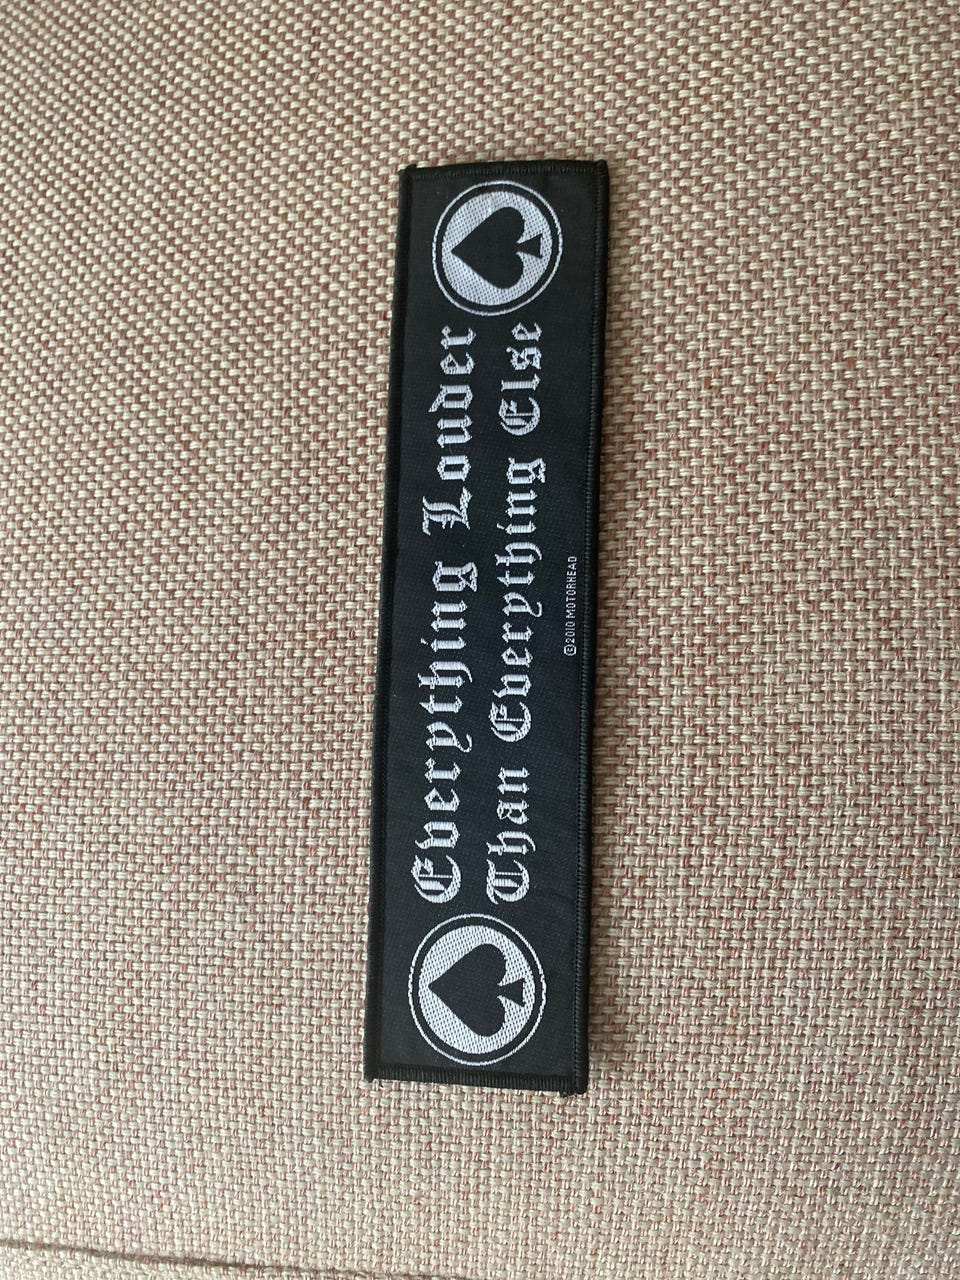 Everything Louder
Than Everything Else
©2010 MOTORHEAD